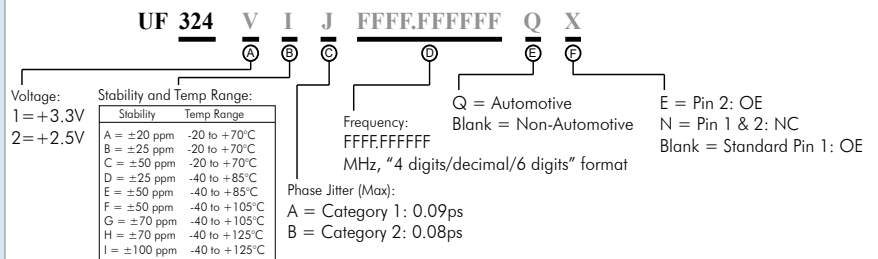 UF 324 V I J FFFF.FFFFFF Q X
A B C D E F
Voltage:
1=+3.3V
2=+2.5V
Stability and Temp Range:
Stability Temp Range
A = ±20 ppm -20 to +70°C
B = ±25 ppm -20 to +70°C
C = ±50 ppm -20 to +70°C
D = ±25 ppm -40 to +85°C
E = ±50 ppm -40 to +85°C
F = ±50 ppm -40 to +105°C
G = ±70 ppm -40 to +105°C
H = ±70 ppm -40 to +125°C
I = ±100 ppm -40 to +125°C
Phase Jitter (Max):
A = Category 1: 0.09ps
B = Category 2: 0.08ps
Frequency:
FFFF.FFFFFF
MHz, “4 digits/decimal/6 digits” format
Q = Automotive
Blank = Non-Automotive
E = Pin 2: OE
N = Pin 1 & 2: NC
Blank = Standard Pin 1: OE